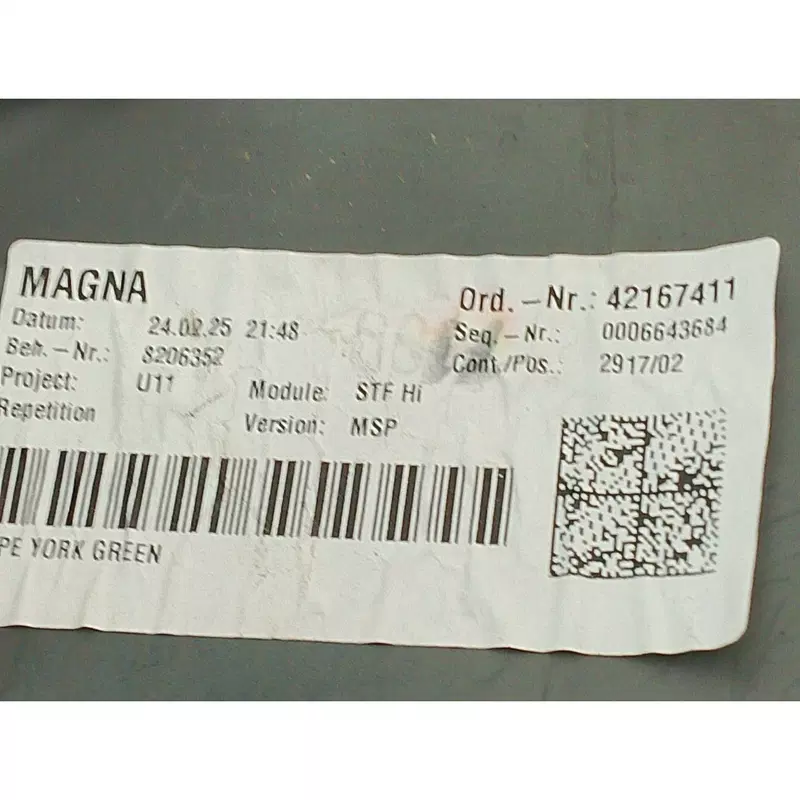 MAGNA
Datum: 24.02.25 21:48
Beh.-Nr.: 8206352
Project: U11
Repetition
Module: STF Hi
Version: MSP
Ord.-Nr.: 42167411
Seq.-Nr.: 0006643684
Cont./Pos.: 2917/02
PE YORK GREEN